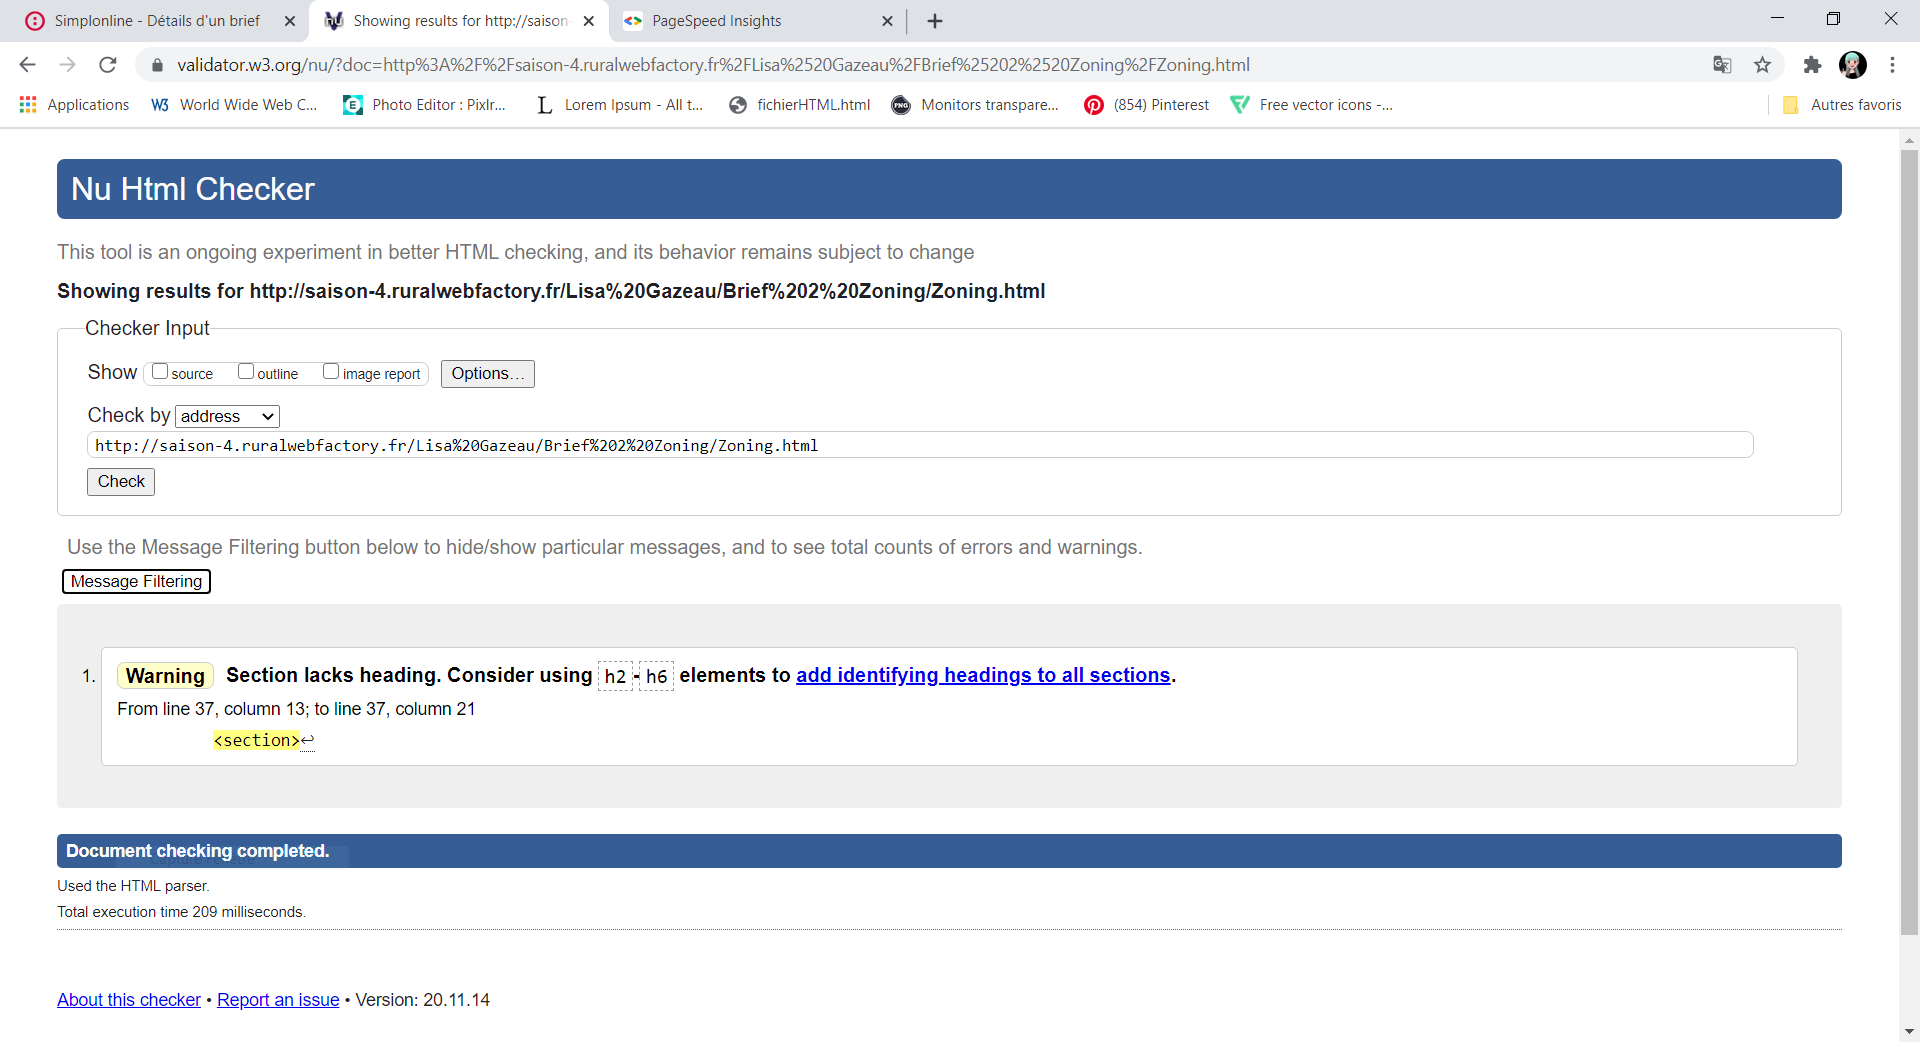 Simplonline - Détails d'un brief
Showing results for http://saison-
PageSpeed Insights
validator.w3.org/nu/?doc=http%3A%2F%2Fsaison-4.ruralwebfactory.fr%2FLisa%2520Gazeau%2FBrief%25202%2520Zoning%2FZoning.html
Applications
World Wide Web C...
Photo Editor : Pixlr...
Lorem Ipsum - All t...
fichierHTML.html
Monitors transpare...
(854) Pinterest
Free vector icons -...
Autres favoris
Nu Html Checker
This tool is an ongoing experiment in better HTML checking, and its behavior remains subject to change
Showing results for http://saison-4.ruralwebfactory.fr/Lisa%20Gazeau/Brief%202%20Zoning/Zoning.html
Checker Input
Show source outline image report Options...
Check by address
http://saison-4.ruralwebfactory.fr/Lisa%20Gazeau/Brief%202%20Zoning/Zoning.html
Check
Use the Message Filtering button below to hide/show particular messages, and to see total counts of errors and warnings.
Message Filtering
1. Warning Section lacks heading. Consider using h2-h6 elements to add identifying headings to all sections.
From line 37, column 13; to line 37, column 21
<section>↩
Document checking completed.
Used the HTML parser.
Total execution time 209 milliseconds.
About this checker • Report an issue • Version: 20.11.14